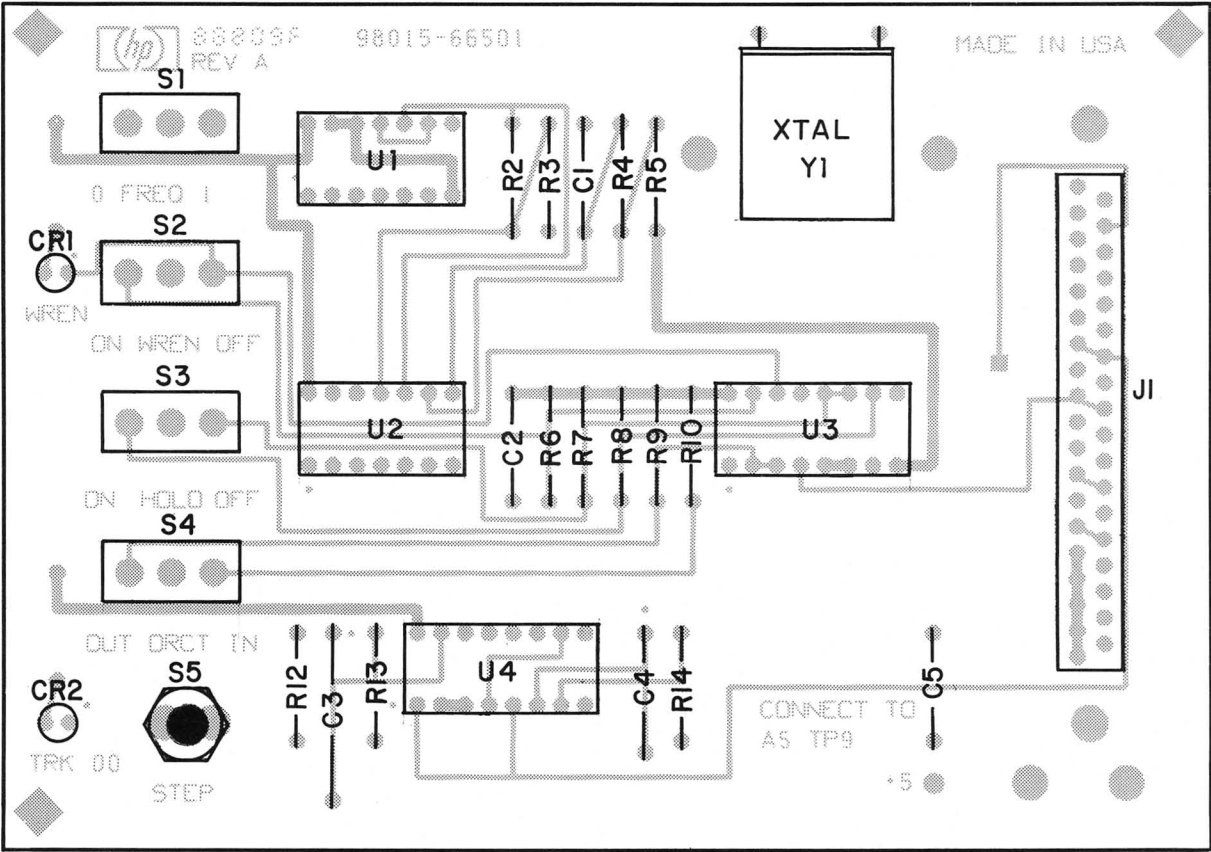 hp
REV A
98015-66501
MADE IN USA
S1
U1
R2
R3
C1
R4
R5
XTAL
Y1
0 FREQ 1
S2
CR1
WREN
ON WREN OFF
S3
U2
C2
R6
R7
R8
R9
R10
U3
J1
ON HOLD OFF
S4
OUT DRCT IN
S5
CR2
TRK 00
STEP
R12
C3
R13
U4
C4
R14
C5
CONNECT TO
A5 TP9
+5